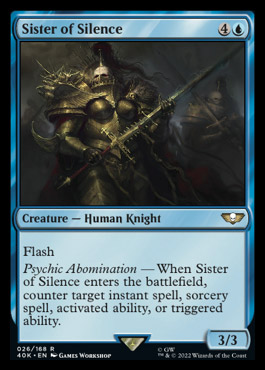 Sister of Silence 4
Creature — Human Knight
Flash
Psychic Abomination — When Sister
of Silence enters the battlefield,
counter target instant spell, sorcery
spell, activated ability, or triggered
ability.
3/3
026/168 R
40K • EN Games Workshop
© GW
™ & © 2022 Wizards of the Coast